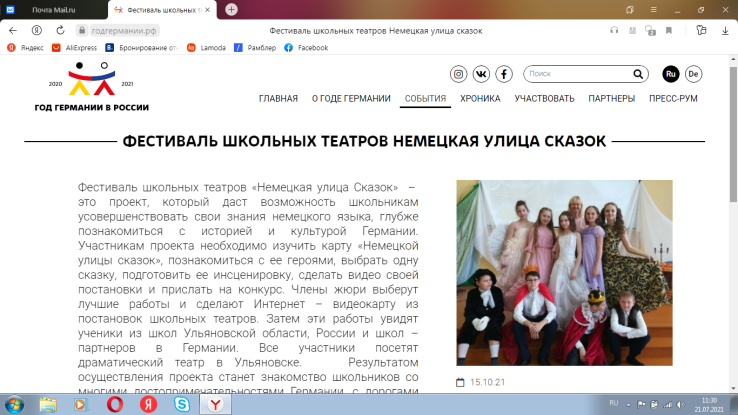 Почта Mail.ru
Фестиваль школьных т
годгермании.рф
Фестиваль школьных театров Немецкая улица сказок
Яндекс
AliExpress
Бронирование от
Lamoda
Рамблер
Facebook
2020
2021
ГОД ГЕРМАНИИ В РОССИИ
Поиск
Ru
De
ГЛАВНАЯ
О ГОДЕ ГЕРМАНИИ
СОБЫТИЯ
ХРОНИКА
УЧАСТВОВАТЬ
ПАРТНЕРЫ
ПРЕСС-РУМ
ФЕСТИВАЛЬ ШКОЛЬНЫХ ТЕАТРОВ НЕМЕЦКАЯ УЛИЦА СКАЗОК
Фестиваль школьных театров «Немецкая улица Сказок» –
это проект, который даст возможность школьникам
усовершенствовать свои знания немецкого языка, глубже
познакомиться с историей и культурой Германии.
Участникам проекта необходимо изучить карту «Немецкой
улицы сказок», познакомиться с ее героями, выбрать одну
сказку, подготовить ее инсценировку, сделать видео своей
постановки и прислать на конкурс. Члены жюри выберут
лучшие работы и сделают Интернет – видеокарту из
постановок школьных театров. Затем эти работы увидят
ученики из школ Ульяновской области, России и школ –
партнеров в Германии. Все участники посетят
драматический театр в Ульяновске. Результатом
осуществления проекта станет знакомство школьников со
многими достопримечательностями Германии, с дорогами
15.10.21
RU
11:30
21.07.2021